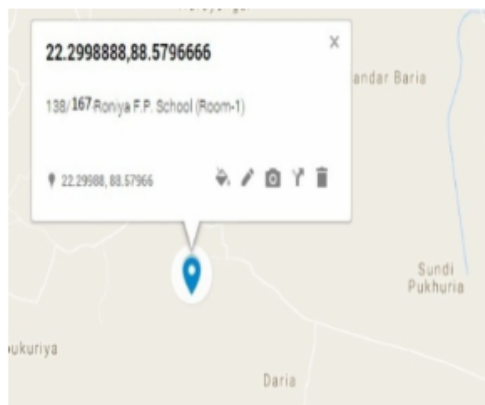 22.2998888,88.5796666
X
andar Baria
138/167-Roniya F.P. School (Room-1)
22.29988, 88.57966
Sundi
Pukhuria
ukuriya
Daria